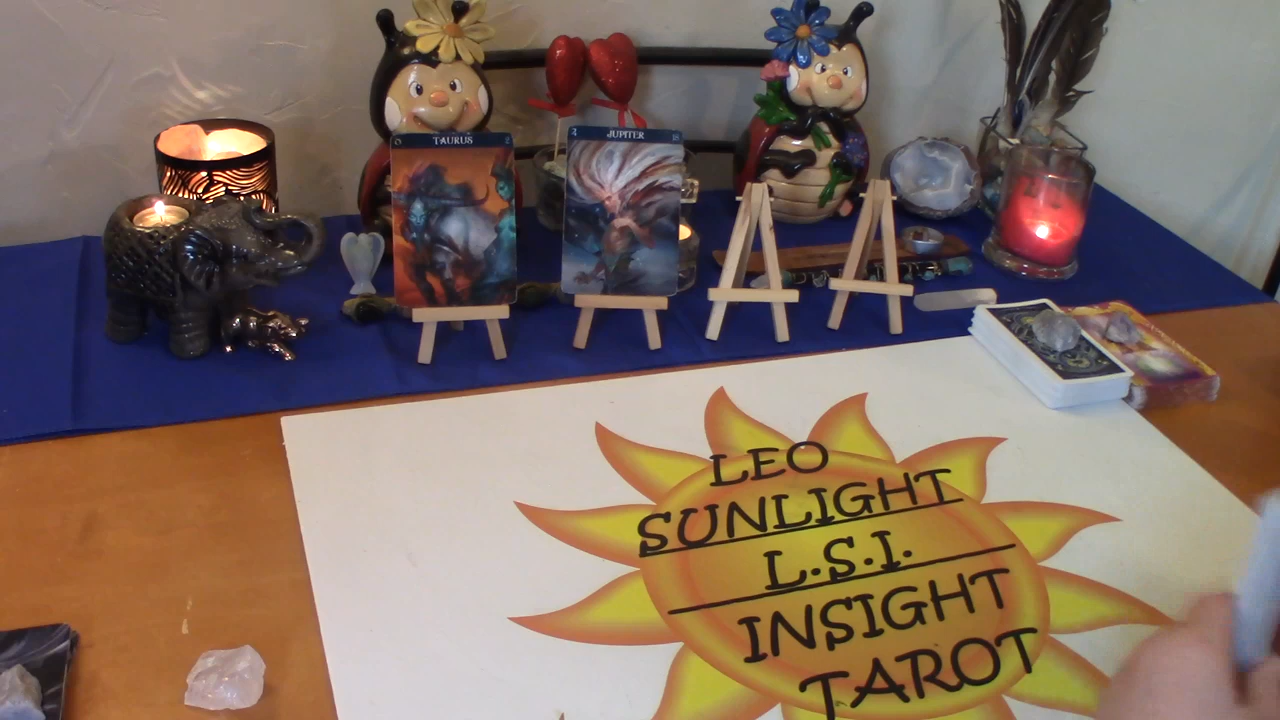 TAURUS
JUPITER
LEO
SUNLIGHT
L.S.I.
INSIGHT
TAROT